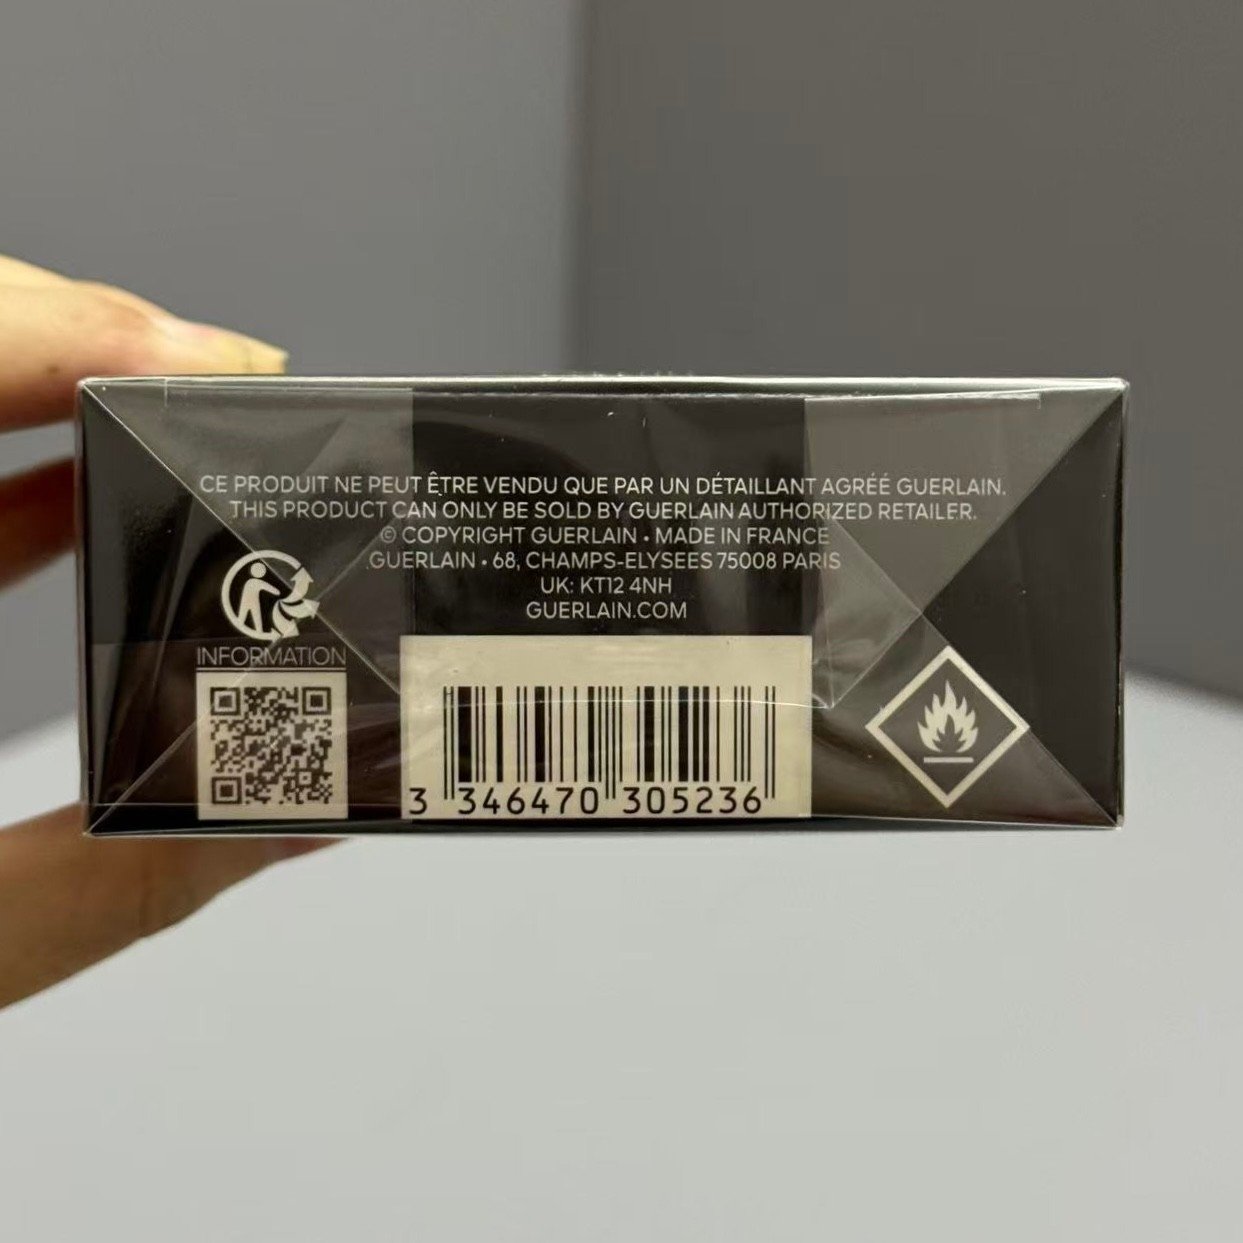 CE PRODUIT NE PEUT ÊTRE VENDU QUE PAR UN DÉTAILLANT AGRÉÉ GUERLAIN.
THIS PRODUCT CAN ONLY BE SOLD BY GUERLAIN AUTHORIZED RETAILER.
© COPYRIGHT GUERLAIN • MADE IN FRANCE
GUERLAIN • 68, CHAMPS-ELYSEES 75008 PARIS
UK: KT12 4NH
GUERLAIN.COM
INFORMATION
3 346470 305236